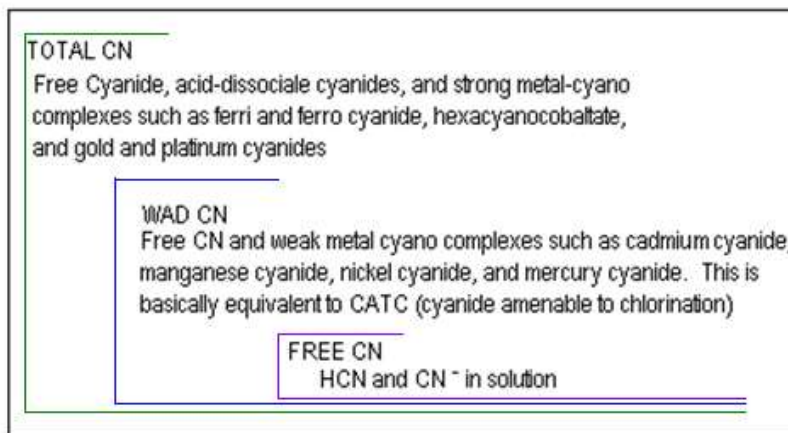 TOTAL CN
Free Cyanide, acid-dissociale cyanides, and strong metal-cyano
complexes such as ferri and ferro cyanide, hexacyanocobaltate,
and gold and platinum cyanides
WAD CN
Free CN and weak metal cyano complexes such as cadmium cyanide,
manganese cyanide, nickel cyanide, and mercury cyanide. This is
basically equivalent to CATC (cyanide amenable to chlorination)
FREE CN
HCN and CN ⁻ in solution